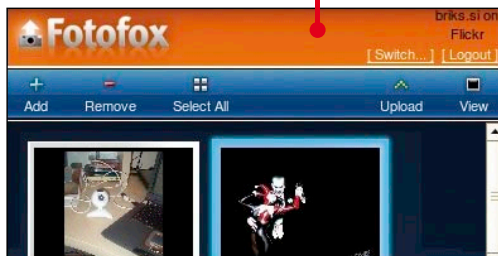 Fotofox
briks.si on
Flickr
[ Switch... ] [ Logout ]
Add Remove Select All Upload View